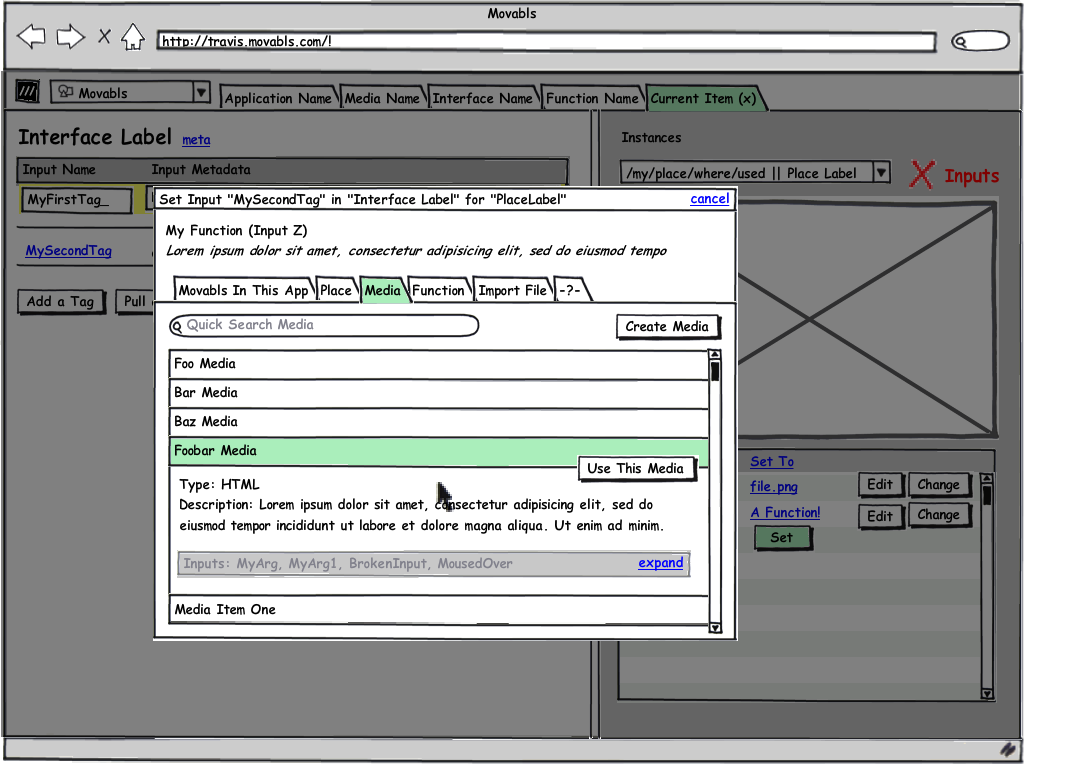 Movabls
http://travis.movabls.com/!
Movabls
Application Name
Media Name
Interface Name
Function Name
Current Item (x)
Interface Label meta
Input Name Input Metadata
MyFirstTag_
MySecondTag
Add a Tag
Pull
Instances
/my/place/where/used || Place Label
X Inputs
Set Input "MySecondTag" in "Interface Label" for "PlaceLabel" cancel
My Function (Input Z)
Lorem ipsum dolor sit amet, consectetur adipisicing elit, sed do eiusmod tempo
Movabls In This App
Place
Media
Function
Import File
-?-
Quick Search Media
Create Media
Foo Media
Bar Media
Baz Media
Foobar Media
Use This Media
Type: HTML
Description: Lorem ipsum dolor sit amet, consectetur adipisicing elit, sed do
eiusmod tempor incididunt ut labore et dolore magna aliqua. Ut enim ad minim.
Inputs: MyArg, MyArg1, BrokenInput, MousedOver expand
Media Item One
Set To
file.png Edit Change
A Function! Edit Change
Set